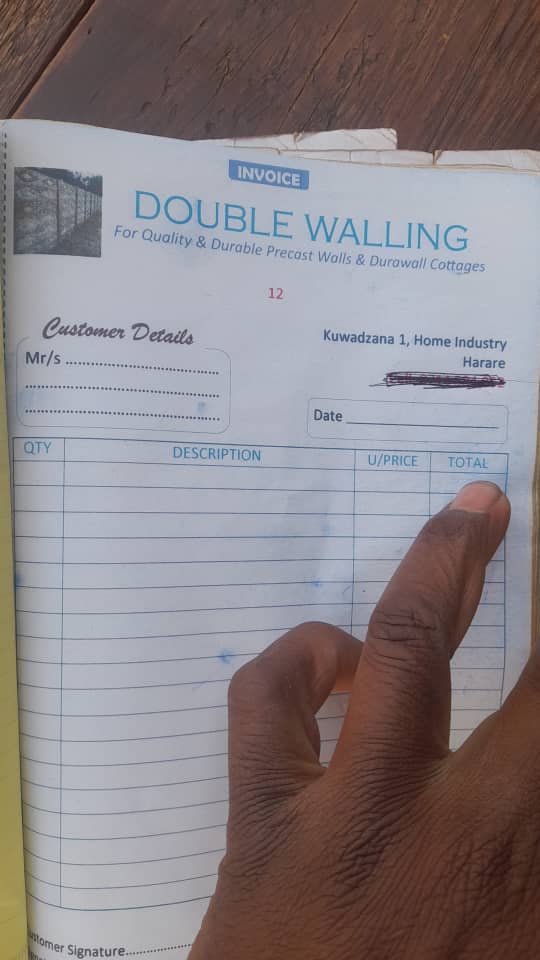 INVOICE
DOUBLE WALLING
For Quality & Durable Precast Walls & Durawall Cottages
12
Customer Details
Kuwadzana 1, Home Industry
Harare
Mr/s
Date
QTY DESCRIPTION U/PRICE TOTAL
ustomer Signature